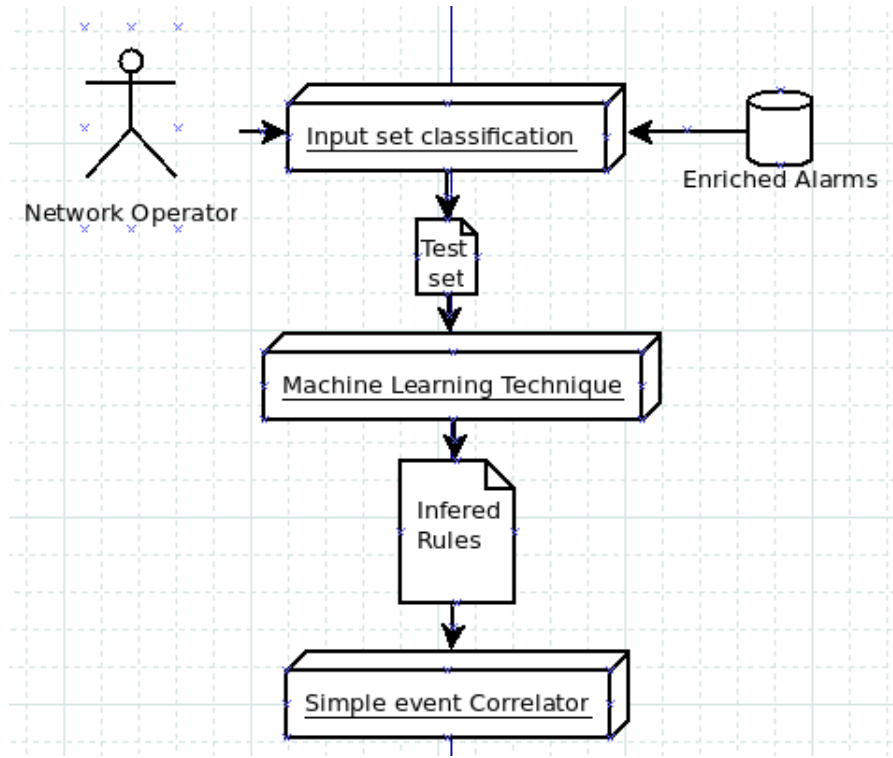 Input set classification
Network Operator
Enriched Alarms
Test
set
Machine Learning Technique
Infered
Rules
Simple event Correlator